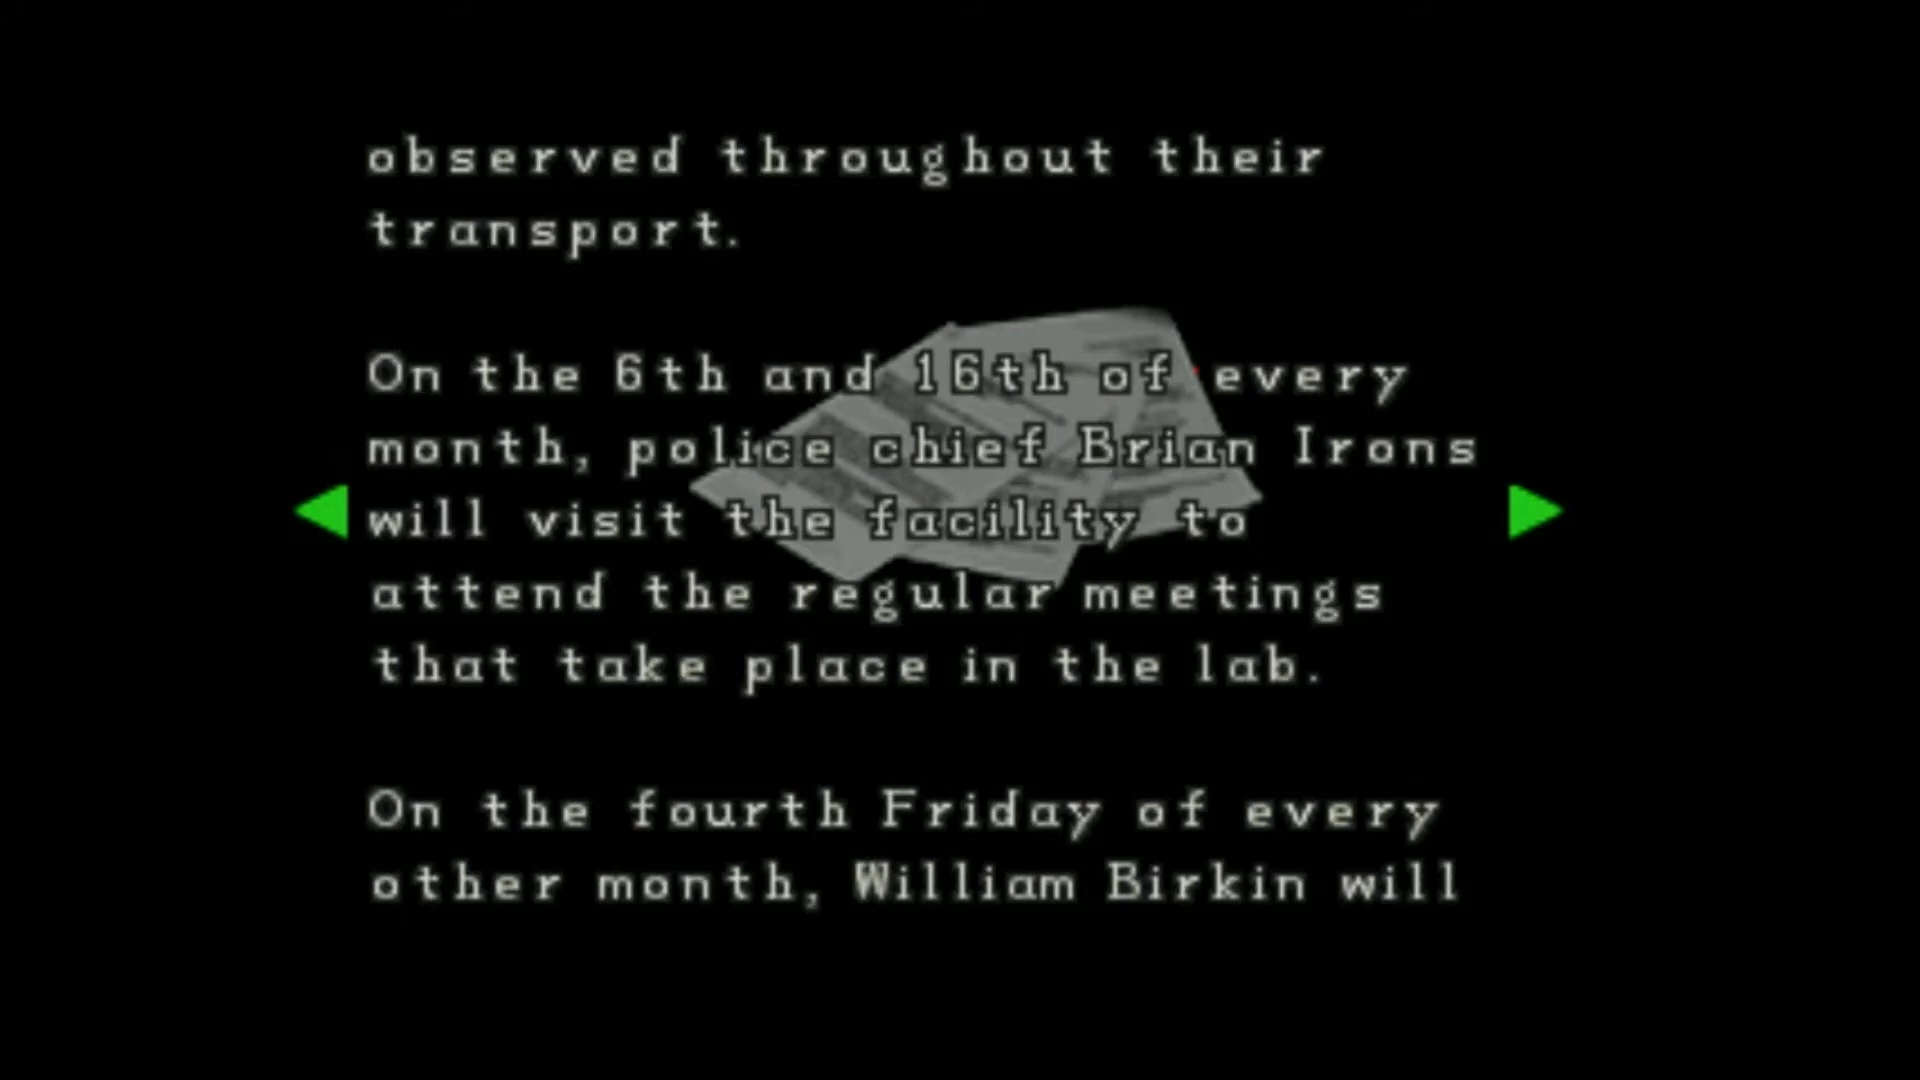 observed throughout their
transport.
On the 6th and 16th of every
month, police chief Brian Irons
will visit the facility to
attend the regular meetings
that take place in the lab.
On the fourth Friday of every
other month, William Birkin will